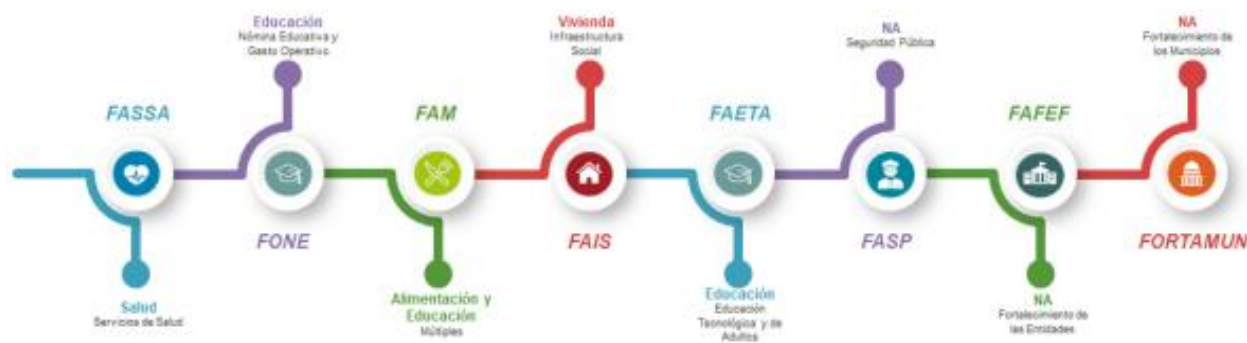 Educación
Nómina Educativa y
Gasto Operativo
Vivienda
Infraestructura
Social
NA
Seguridad Pública
NA
Fortalecimiento de
los Municipios
FASSA
FAM
FAETA
FAFEF
FONE
FAIS
FASP
FORTAMUN
Salud
Servicios de Salud
Alimentación y
Educación
Múltiples
Educación
Educación
Tecnológica y de
Adultos
NA
Fortalecimiento de
las Entidades